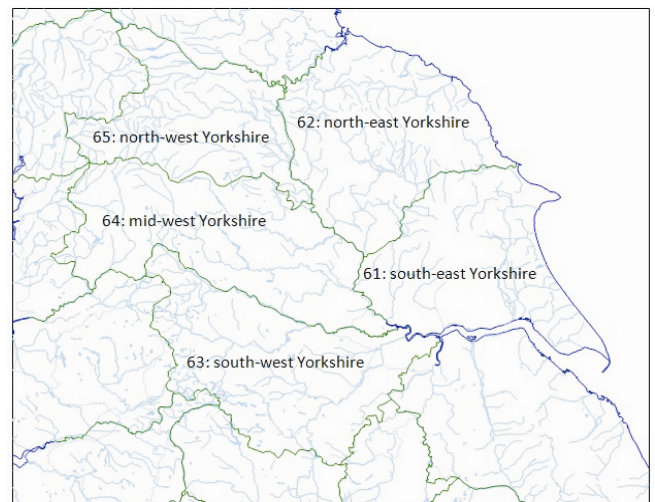 62: north-east Yorkshire
65: north-west Yorkshire
64: mid-west Yorkshire
61: south-east Yorkshire
63: south-west Yorkshire